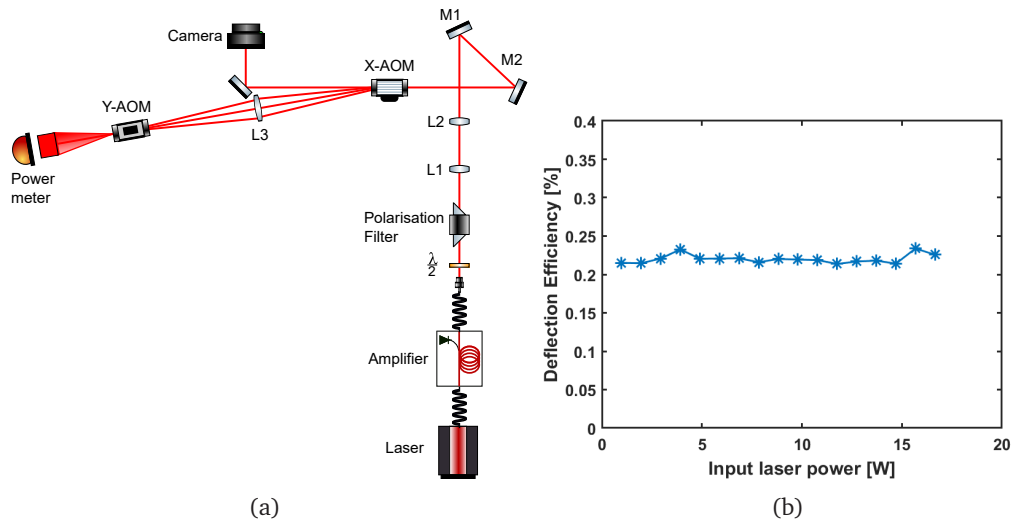 M1
Camera
M2
X-AOM
Y-AOM
L2
L3
L1
Power
meter
Polarisation
Filter
λ
2
Amplifier
Laser
(a)
0.4
0.35
0.3
0.25
0.2
0.15
0.1
0.05
0
Deflection Efficiency [%]
0
5
10
15
20
Input laser power [W]
(b)